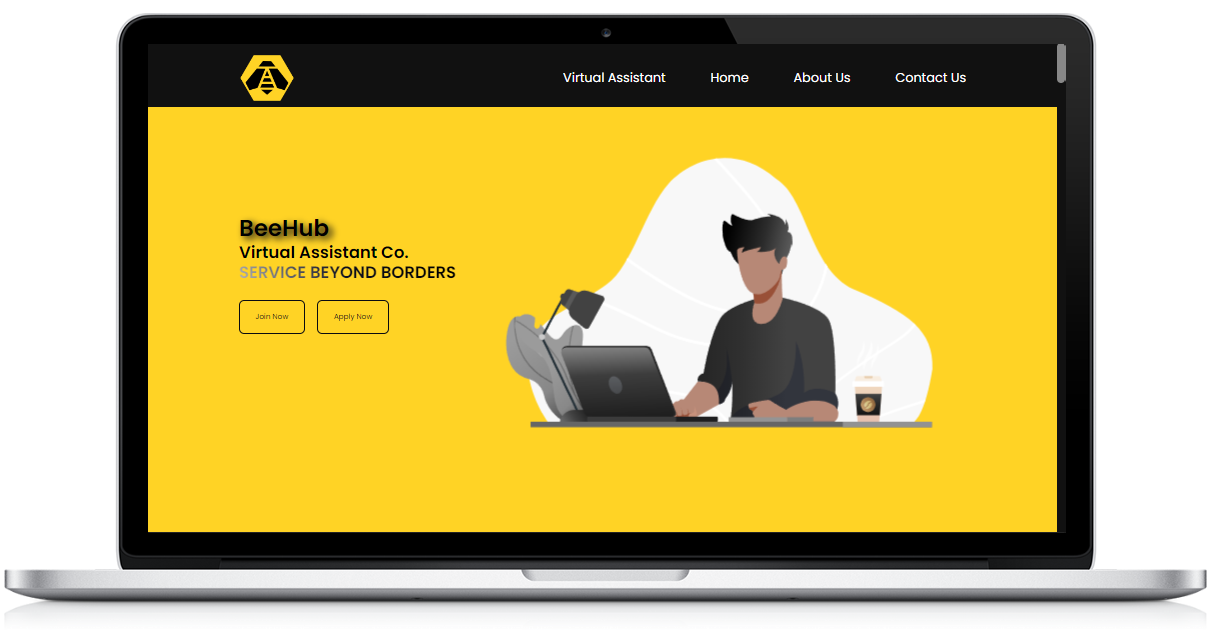 Virtual Assistant Home About Us Contact Us
BeeHub
Virtual Assistant Co.
SERVICE BEYOND BORDERS
Join Now Apply Now